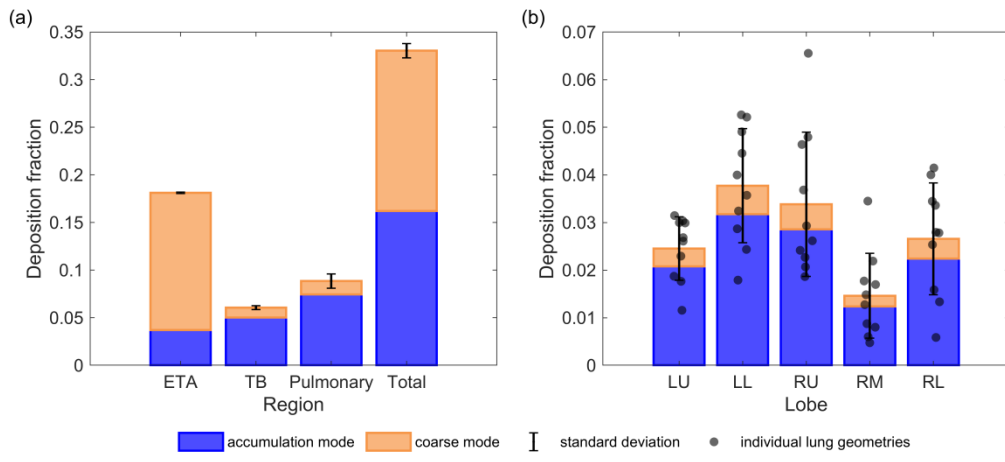 (a)
0.35
0.3
0.25
0.2
0.15
0.1
0.05
0
Deposition fraction
ETA TB Pulmonary Total
Region
(b)
0.07
0.06
0.05
0.04
0.03
0.02
0.01
0
Deposition fraction
LU LL RU RM RL
Lobe
accumulation mode coarse mode standard deviation individual lung geometries